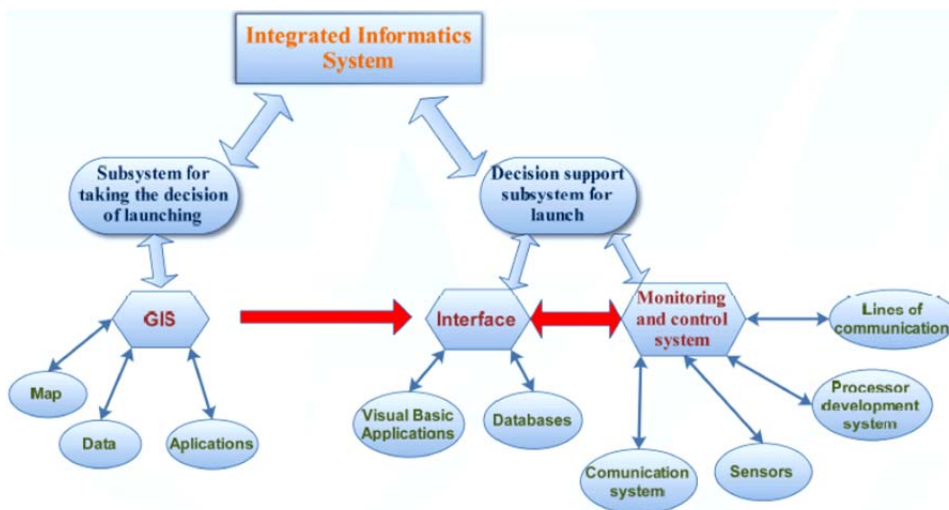 Integrated Informatics
System
Subsystem for
taking the decision
of launching
Decision support
subsystem for
launch
GIS
Interface
Monitoring
and control
system
Lines of
communication
Map
Data
Aplications
Visual Basic
Applications
Databases
Processor
development
system
Comunication
system
Sensors